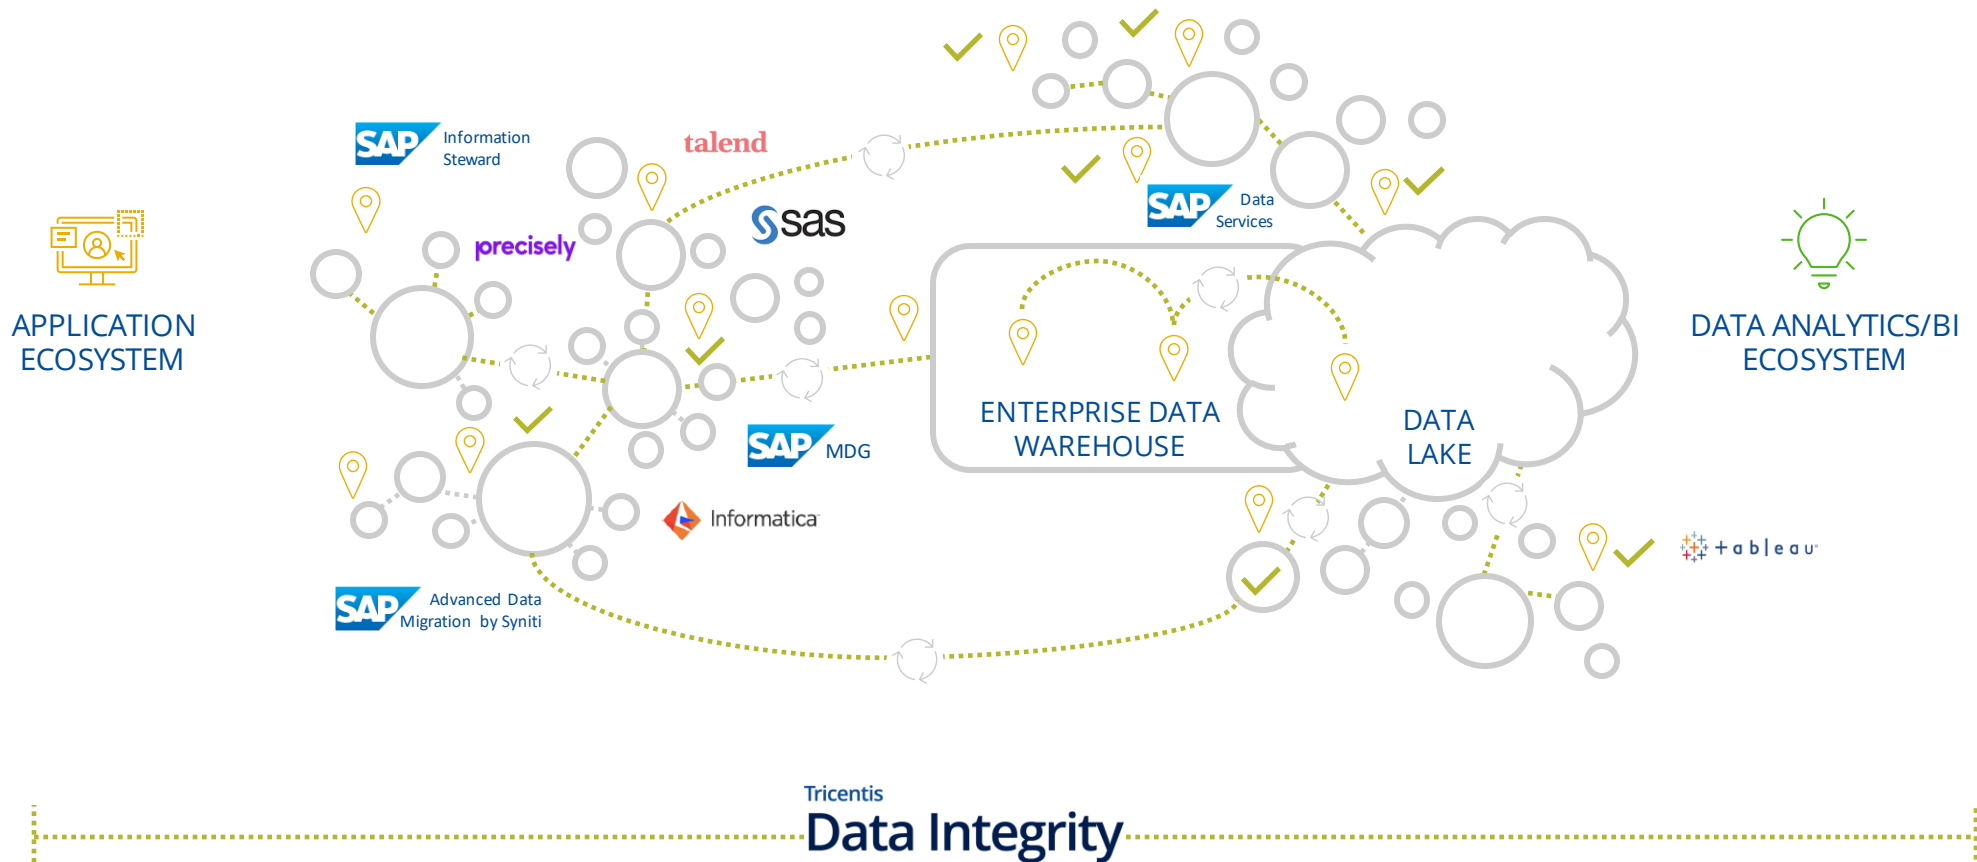 SAP Information
Steward
talend
SAP Data
Services
sas
precisely
APPLICATION
ECOSYSTEM
DATA ANALYTICS/BI
ECOSYSTEM
ENTERPRISE DATA
WAREHOUSE
DATA
LAKE
SAP MDG
Informatica
tableau
SAP Advanced Data
Migration by Syniti
Tricentis
Data Integrity